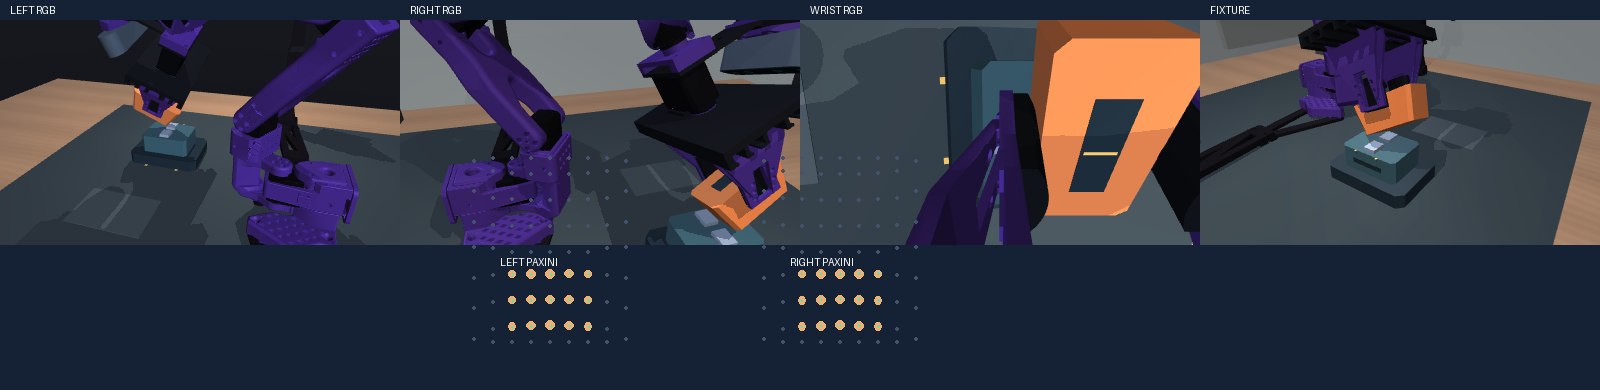 LEFT RGB
RIGHT RGB
WRIST RGB
FIXTURE
LEFT PAXINI
RIGHT PAXINI